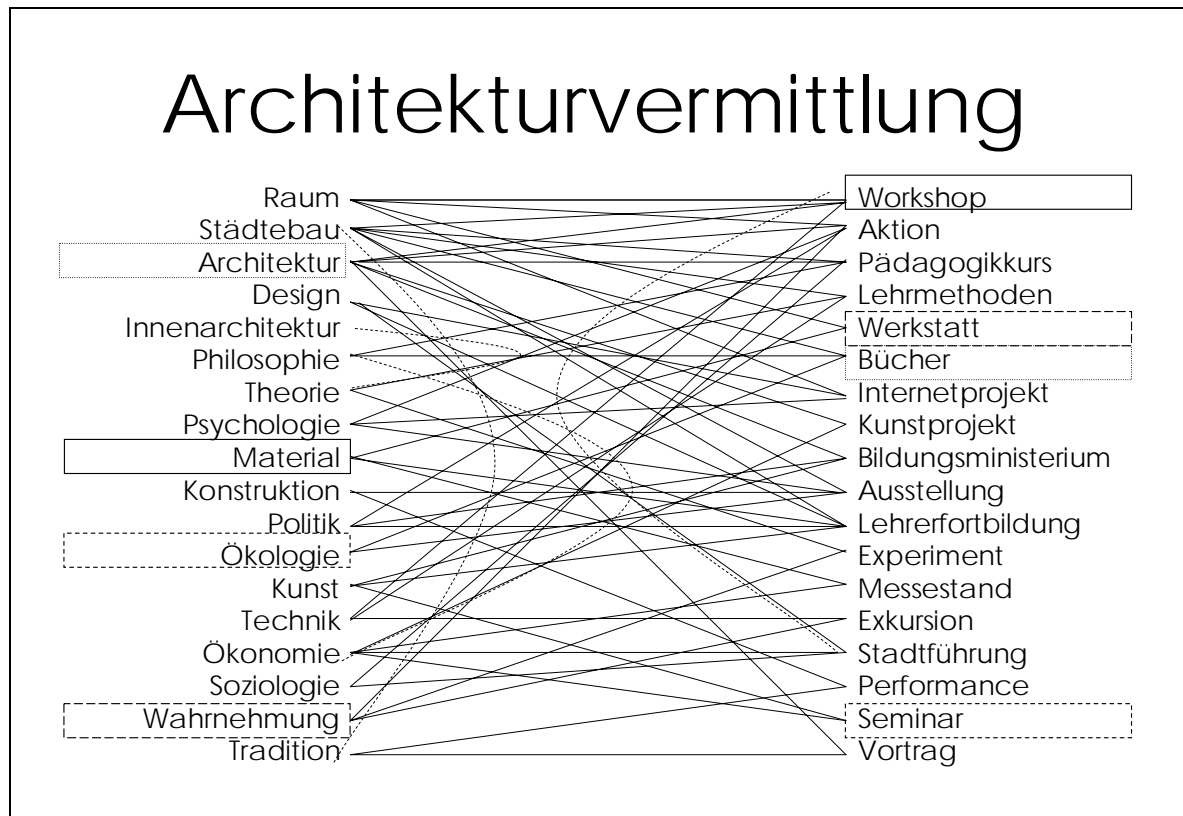 Architekturvermittlung
Raum
Städtebau
Architektur
Design
Innenarchitektur
Philosophie
Theorie
Psychologie
Material
Konstruktion
Politik
Ökologie
Kunst
Technik
Ökonomie
Soziologie
Wahrnehmung
Tradition
Workshop
Aktion
Pädagogikkurs
Lehrmethoden
Werkstatt
Bücher
Internetprojekt
Kunstprojekt
Bildungsministerium
Ausstellung
Lehrerfortbildung
Experiment
Messestand
Exkursion
Stadtführung
Performance
Seminar
Vortrag